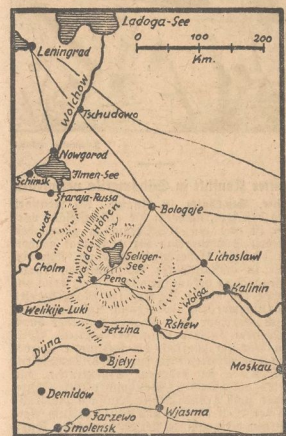 Ladoga-See
Leningrad
0 100 200
Km.
Wolchow
Tschudowo
Nowgorod
Schimsk
Ilmen-See
Staraja-Russa
Bologoje
Lowat
Waldai-Höhen
Seliger-
See
Cholm
Peno
Lichoslawl
Wolga
Kalinin
Welikije-Luki
Jetzina
Rshew
Düna
Bjelyj
Moskau
Demidow
Jarzewo
Wjasma
Smolensk